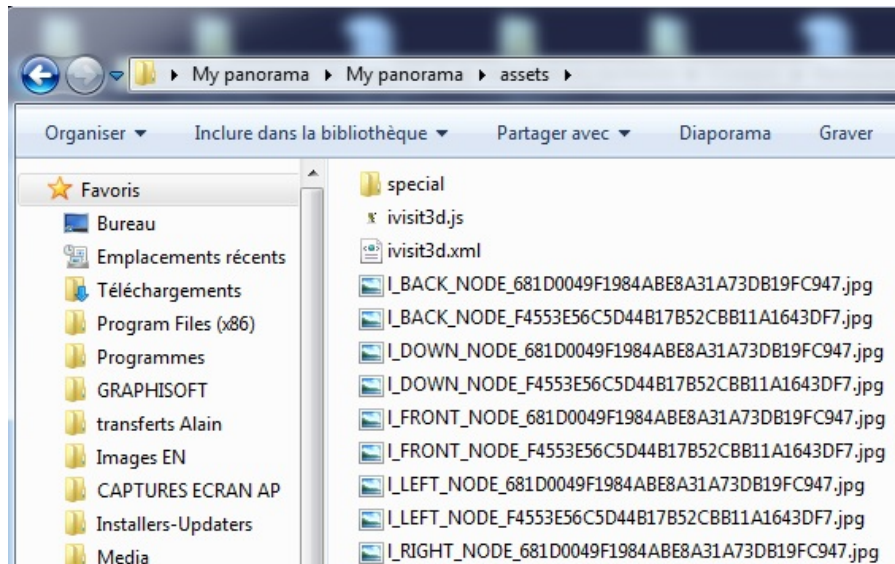 My panorama My panorama assets
Organiser Inclure dans la bibliothèque Partager avec Diaporama Graver
Favoris
Bureau
Emplacements récents
Téléchargements
Program Files (x86)
Programmes
GRAPHISOFT
transferts Alain
Images EN
CAPTURES ECRAN AP
Installers-Updaters
Media
special
ivisit3d.js
ivisit3d.xml
I_BACK_NODE_681D0049F1984ABE8A31A73DB19FC947.jpg
I_BACK_NODE_F4553E56C5D44B17B52CBB11A1643DF7.jpg
I_DOWN_NODE_681D0049F1984ABE8A31A73DB19FC947.jpg
I_DOWN_NODE_F4553E56C5D44B17B52CBB11A1643DF7.jpg
I_FRONT_NODE_681D0049F1984ABE8A31A73DB19FC947.jpg
I_FRONT_NODE_F4553E56C5D44B17B52CBB11A1643DF7.jpg
I_LEFT_NODE_681D0049F1984ABE8A31A73DB19FC947.jpg
I_LEFT_NODE_F4553E56C5D44B17B52CBB11A1643DF7.jpg
I_RIGHT_NODE_681D0049F1984ABE8A31A73DB19FC947.jpg